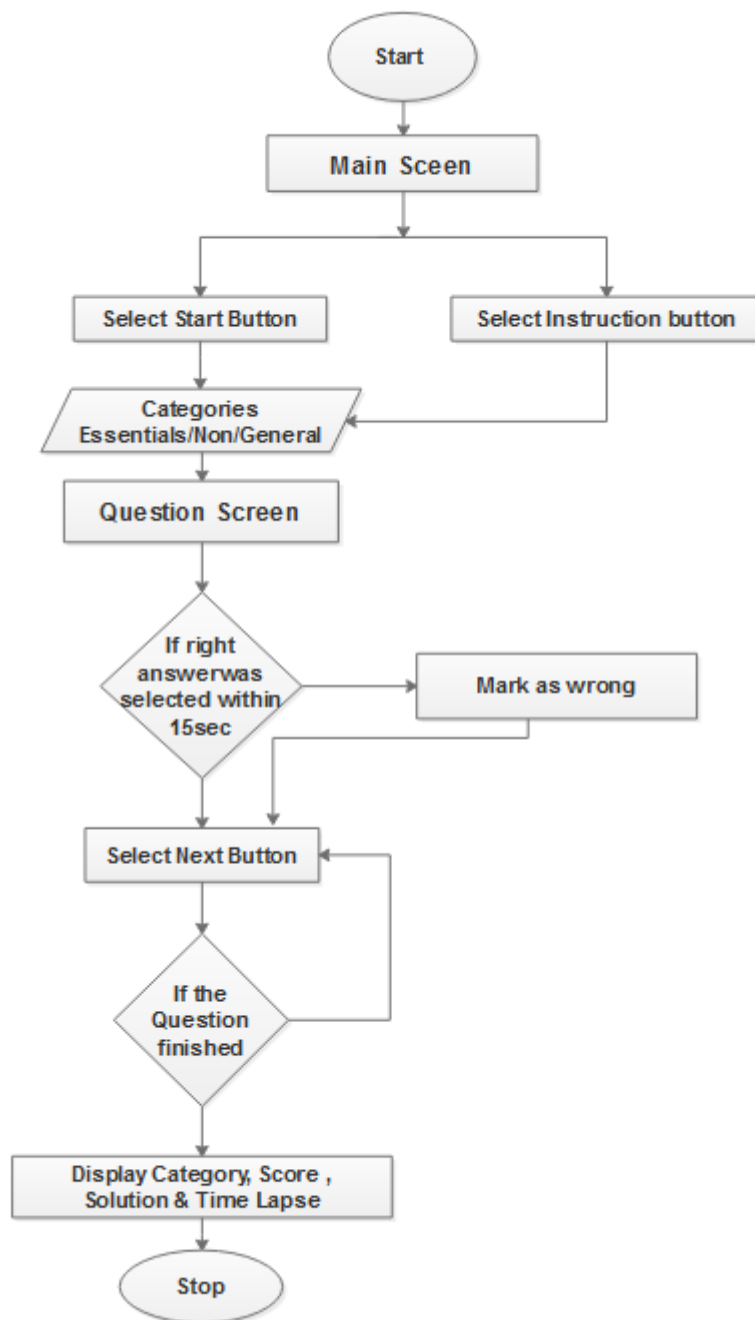 Start
Main Sceen
Select Start Button
Select Instruction button
Categories
Essentials/Non/General
Question Screen
If right
answerwas
selected within
15sec
Mark as wrong
Select Next Button
If the
Question
finished
Display Category, Score ,
Solution & Time Lapse
Stop